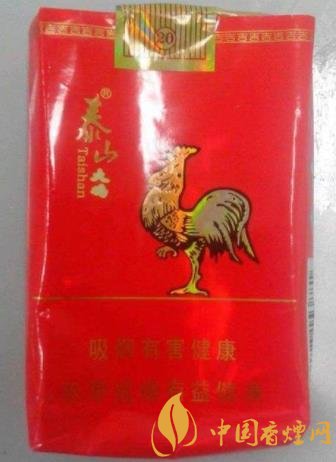 20
泰山®大鸡
Taishan
吸烟有害健康
尽早戒烟有益健康
中国香烟网